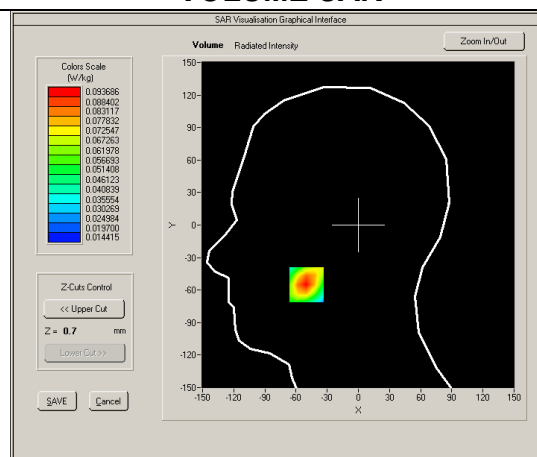 VOLUME SAR
SAR Visualisation Graphical Interface
Volume Radiated Intensity
Zoom In/Out
Colors Scale
(W/kg)
0.093686
0.088402
0.083117
0.077832
0.072547
0.067263
0.061978
0.056693
0.051408
0.046123
0.040839
0.035554
0.030269
0.024984
0.019700
0.014415
Z-Cuts Control
<< Upper Cut
Z = 0.7 mm
Lower Cut >>
SAVE Cancel
150-
120-
90-
60-
30-
Y 0-
-30-
-60-
-90-
-120-
-150-
-150 -120 -90 -60 -30 0 30 60 90 120 150
X